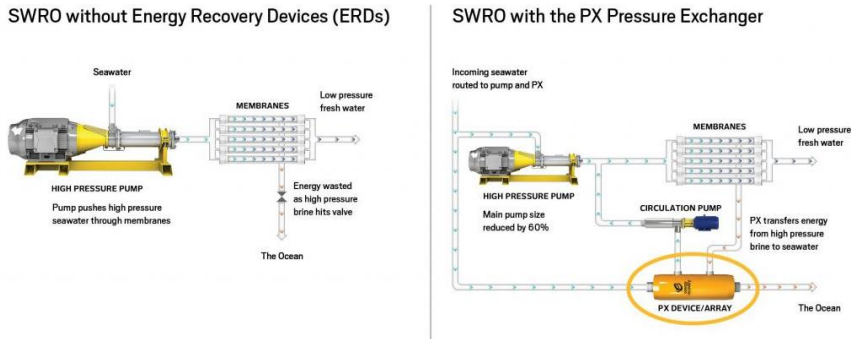 SWRO without Energy Recovery Devices (ERDs)
Seawater
MEMBRANES
Low pressure
fresh water
HIGH PRESSURE PUMP
Pump pushes high pressure
seawater through membranes
Energy wasted
as high pressure
brine hits valve
The Ocean
SWRO with the PX Pressure Exchanger
Incoming seawater
routed to pump and PX
MEMBRANES
Low pressure
fresh water
HIGH PRESSURE PUMP
Main pump size
reduced by 60%
CIRCULATION PUMP
PX transfers energy
from high pressure
brine to seawater
PX DEVICE/ARRAY
The Ocean